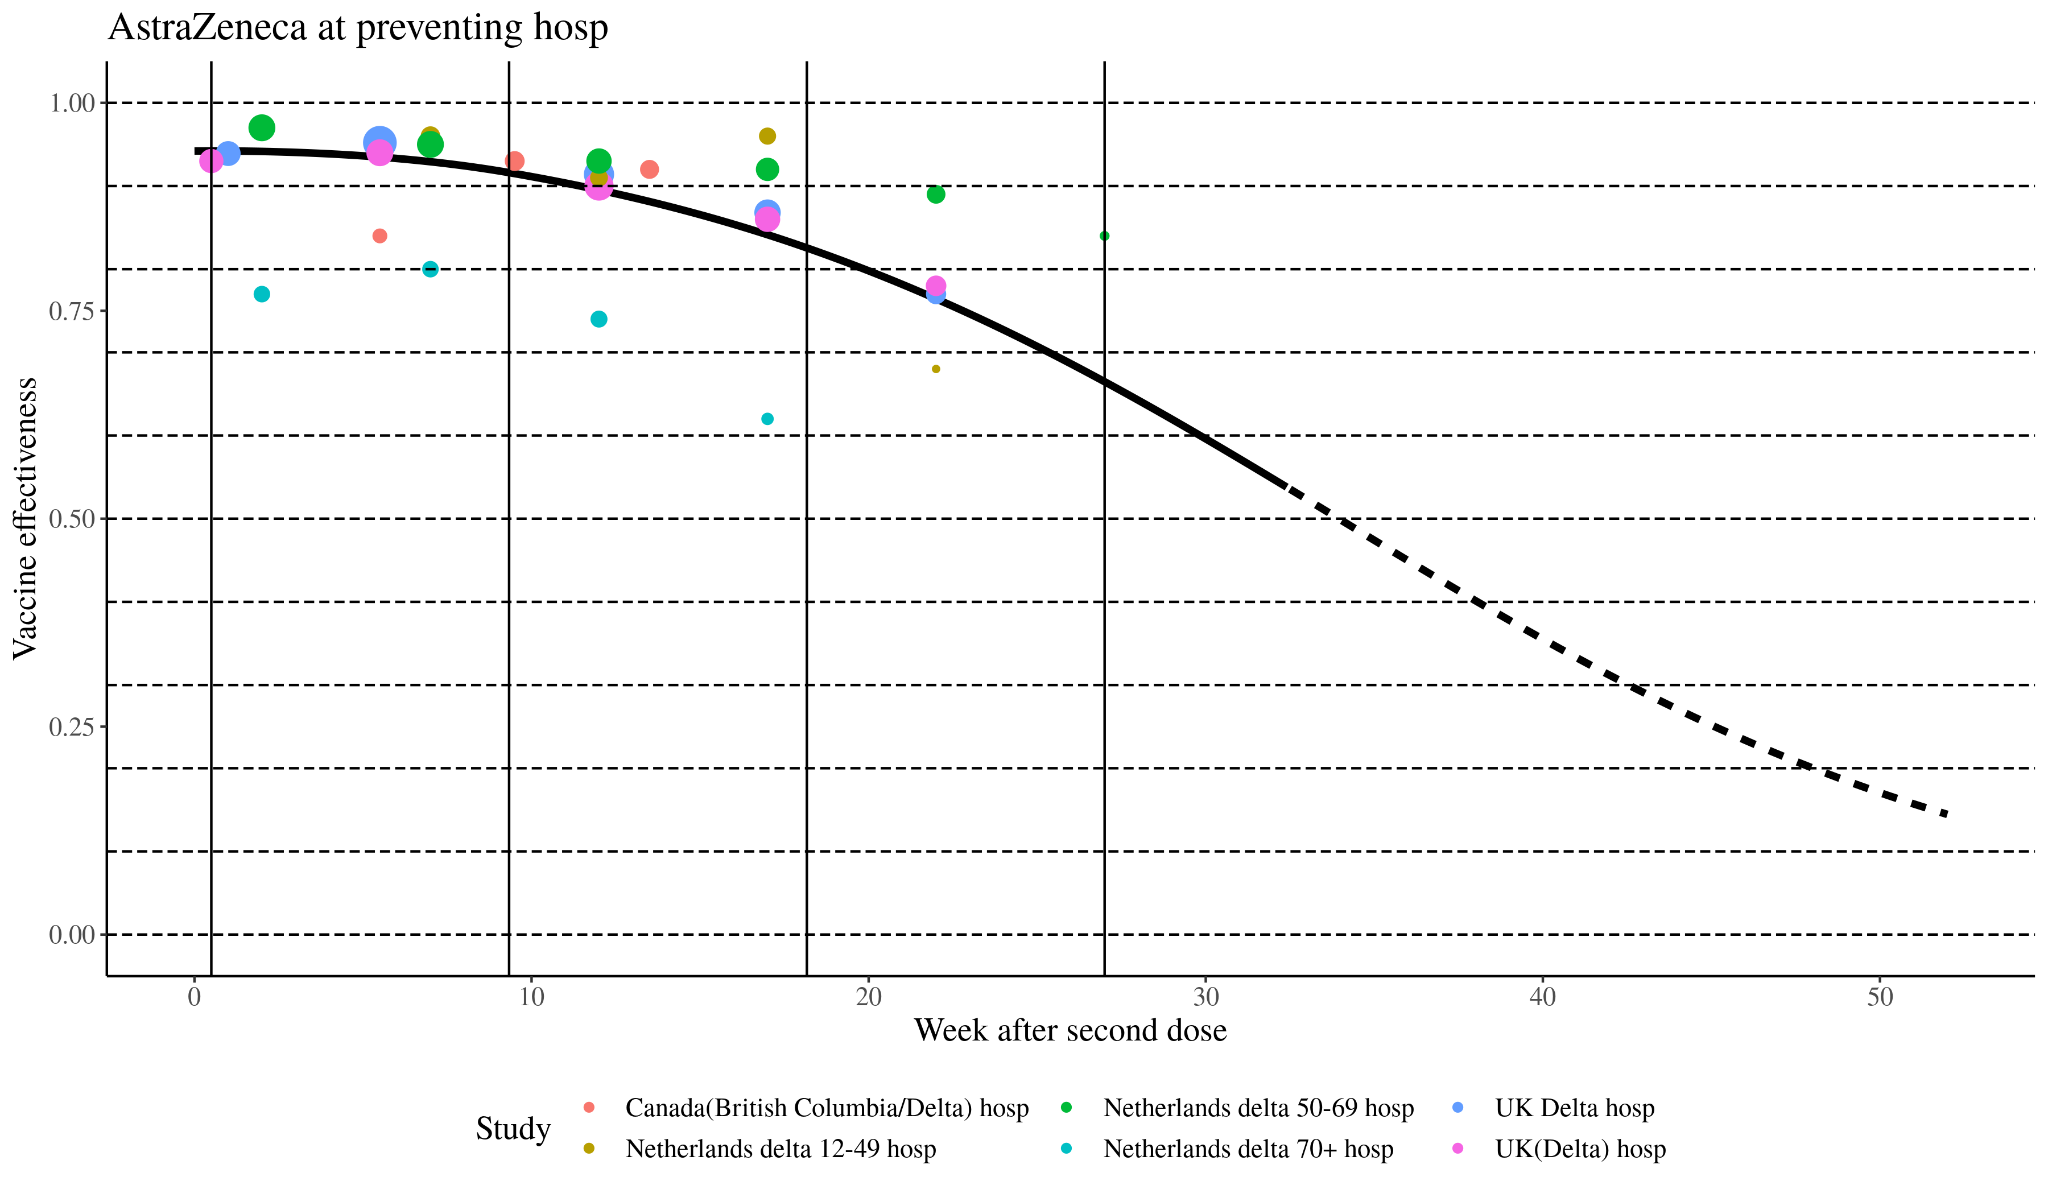 AstraZeneca at preventing hosp
Vaccine effectiveness
1.00
0.75
0.50
0.25
0.00
0 10 20 30 40 50
Week after second dose
Study
Canada(British Columbia/Delta) hosp
Netherlands delta 50-69 hosp
UK Delta hosp
Netherlands delta 12-49 hosp
Netherlands delta 70+ hosp
UK(Delta) hosp